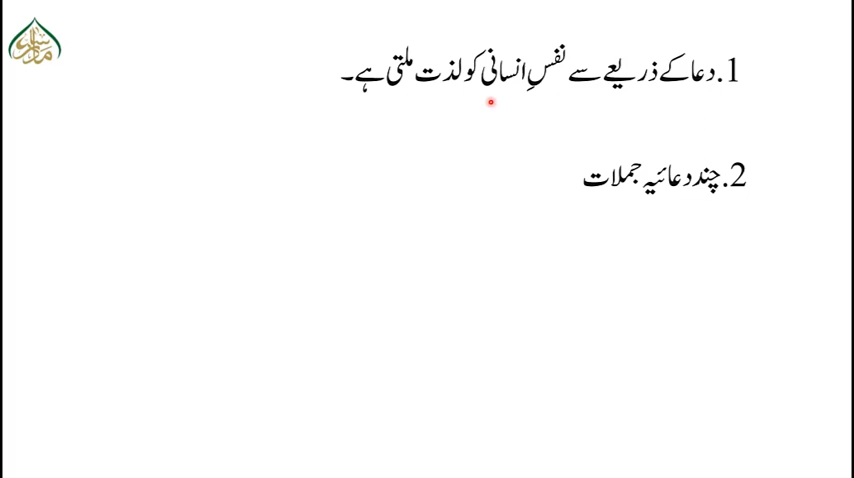 1. دعا کے ذریعے سے نفسِ انسانی کو لذت ملتی ہے۔
2. چند دعائیہ جملات